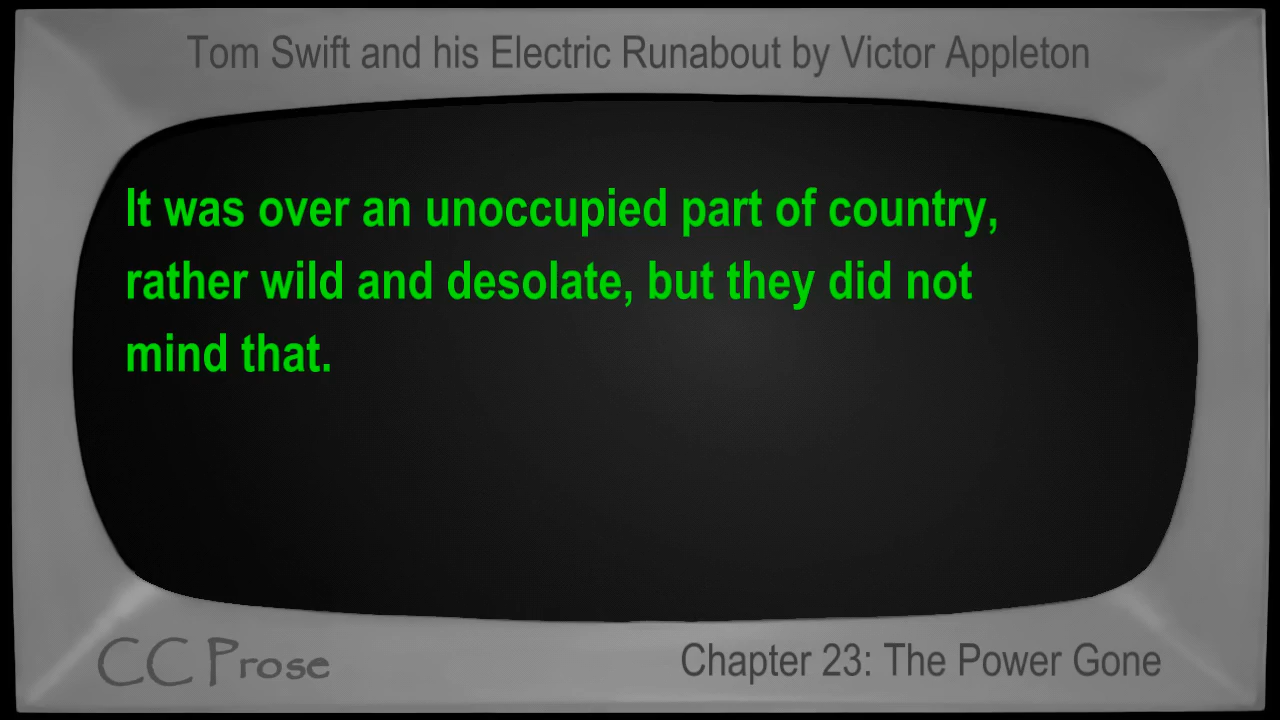 Tom Swift and his Electric Runabout by Victor Appleton
It was over an unoccupied part of country,
rather wild and desolate, but they did not
mind that.
CC Prose
Chapter 23: The Power Gone